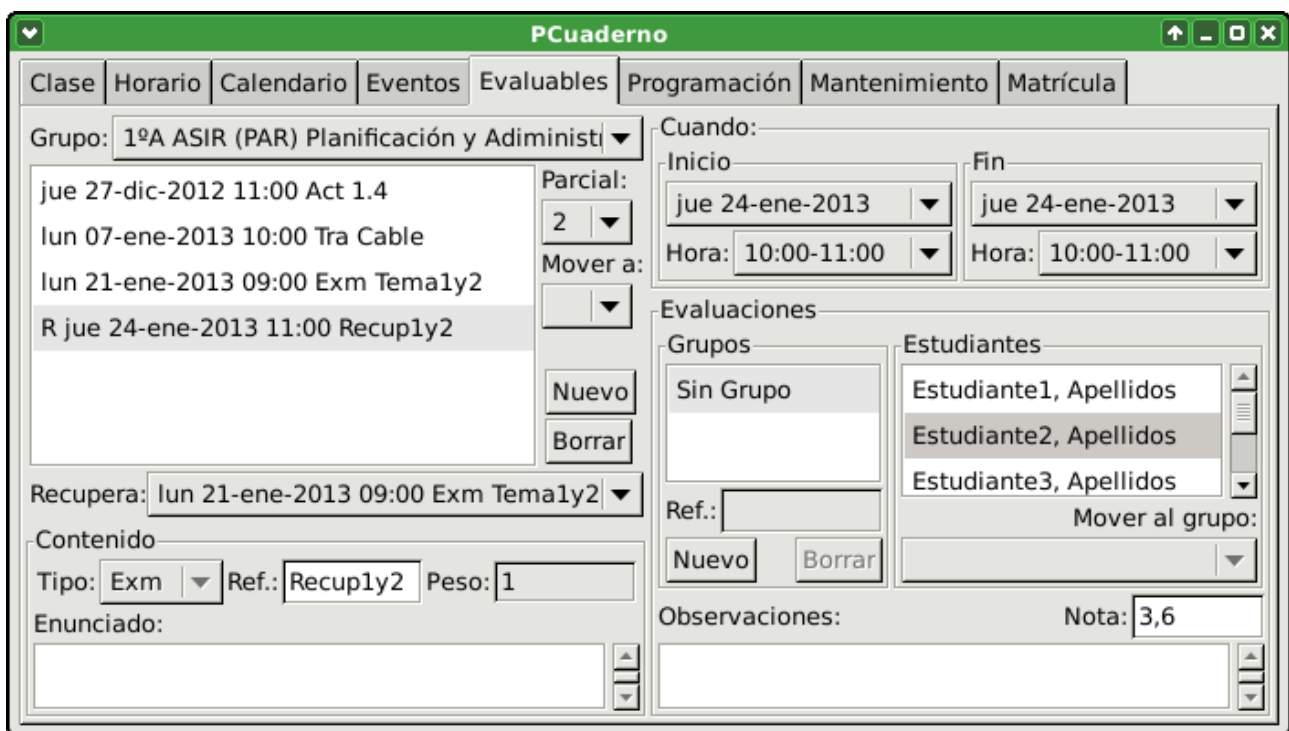 PCuaderno
Clase Horario Calendario Eventos Evaluables Programación Mantenimiento Matrícula
Grupo: 1ºA ASIR (PAR) Planificación y Adiminist
jue 27-dic-2012 11:00 Act 1.4
lun 07-ene-2013 10:00 Tra Cable
lun 21-ene-2013 09:00 Exm Tema1y2
R jue 24-ene-2013 11:00 Recup1y2
Parcial:
2
Mover a:
Nuevo
Borrar
Recupera: lun 21-ene-2013 09:00 Exm Tema1y2
Contenido
Tipo: Exm Ref.: Recup1y2 Peso: 1
Enunciado:
Cuando:
Inicio
jue 24-ene-2013
Hora: 10:00-11:00
Fin
jue 24-ene-2013
Hora: 10:00-11:00
Evaluaciones
Grupos
Sin Grupo
Ref.:
Nuevo Borrar
Estudiantes
Estudiante1, Apellidos
Estudiante2, Apellidos
Estudiante3, Apellidos
Mover al grupo:
Observaciones: Nota: 3,6